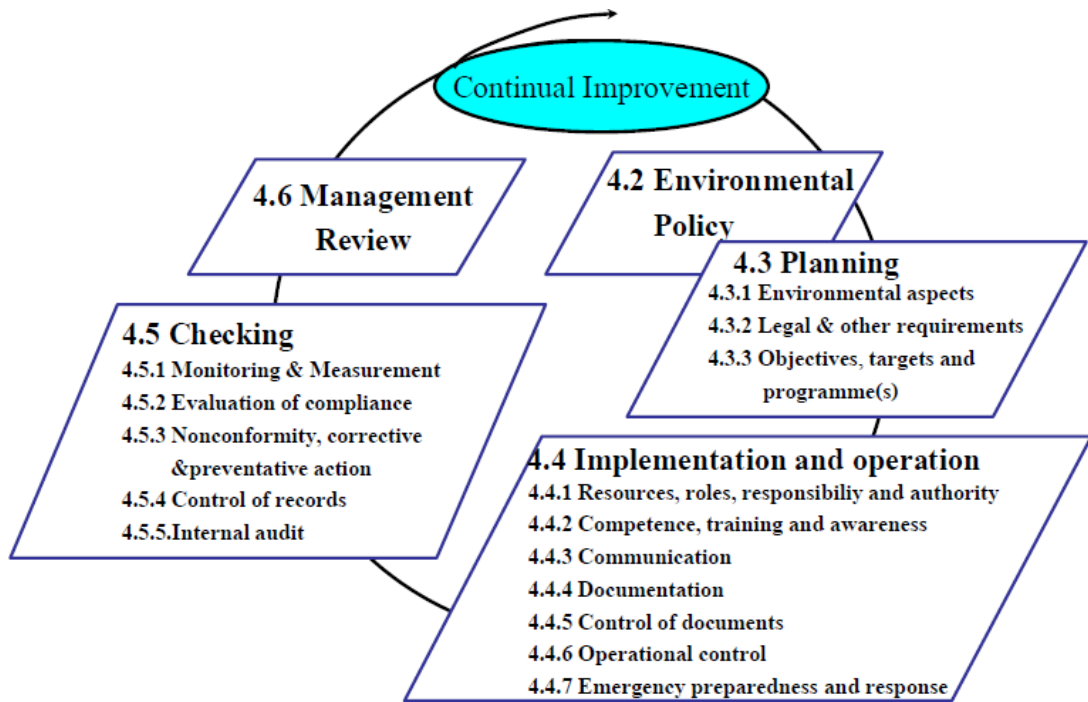 Continual Improvement
4.6 Management
Review
4.2 Environmental
Policy
4.3 Planning
4.3.1 Environmental aspects
4.3.2 Legal & other requirements
4.3.3 Objectives, targets and
programme(s)
4.5 Checking
4.5.1 Monitoring & Measurement
4.5.2 Evaluation of compliance
4.5.3 Nonconformity, corrective
&preventative action
4.5.4 Control of records
4.5.5.Internal audit
4.4 Implementation and operation
4.4.1 Resources, roles, responsibiliy and authority
4.4.2 Competence, training and awareness
4.4.3 Communication
4.4.4 Documentation
4.4.5 Control of documents
4.4.6 Operational control
4.4.7 Emergency preparedness and response